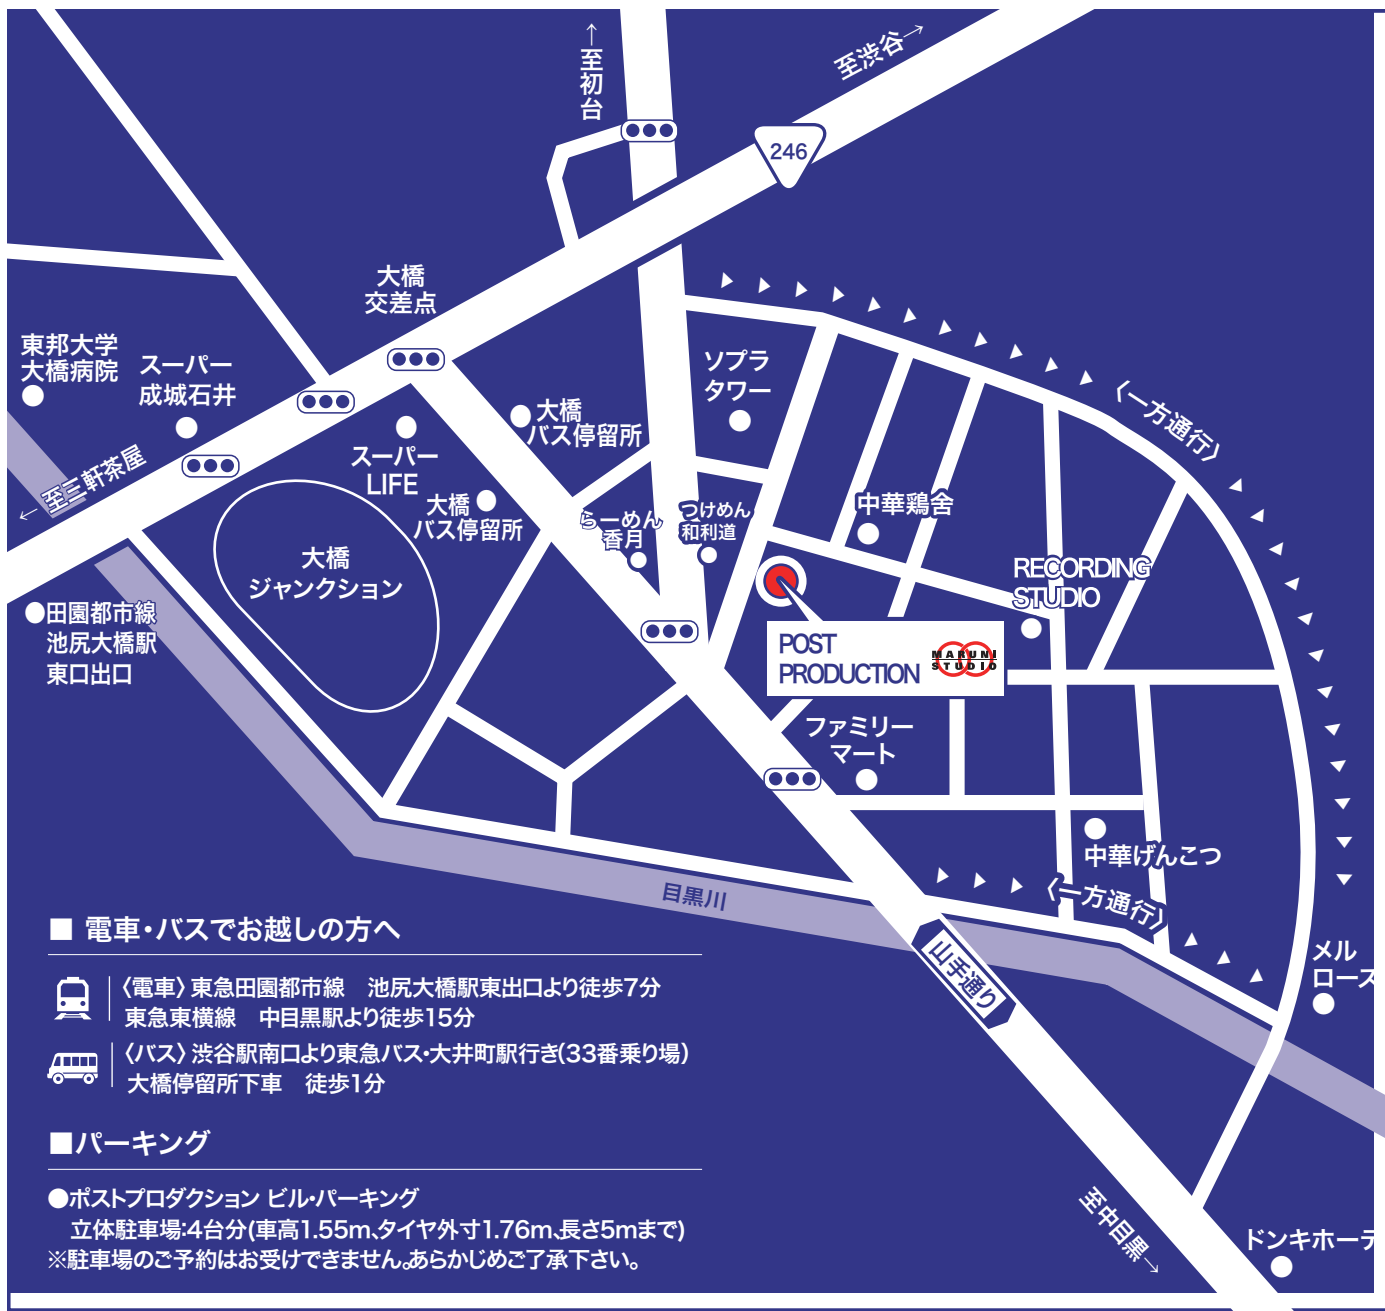 ↑至初台
至渋谷→
246
大橋
交差点
東邦大学
大橋病院
スーパー
成城石井
ソプラ
タワー
〈一方通行〉
大橋
バス停留所
スーパー
LIFE
←至三軒茶屋
大橋
バス停留所
らーめん
香月
つけめん
和利道
中華鶏舎
大橋
ジャンクション
RECORDING
STUDIO
●田園都市線
池尻大橋駅
東口出口
POST
PRODUCTION
MARUNI
STUDIO
ファミリー
マート
中華げんこつ
目黒川
〈一方通行〉
山手通り
メル
ローズ
■ 電車・バスでお越しの方へ
〈電車〉東急田園都市線　池尻大橋駅東出口より徒歩7分
東急東横線　中目黒駅より徒歩15分
〈バス〉渋谷駅南口より東急バス・大井町駅行き(33番乗り場)
大橋停留所下車　徒歩1分
■パーキング
●ポストプロダクション ビル・パーキング
立体駐車場:4台分(車高1.55m、タイヤ外寸1.76m、長さ5mまで)
※駐車場のご予約はお受けできません。あらかじめご了承下さい。
至中目黒→
ドンキホーテ